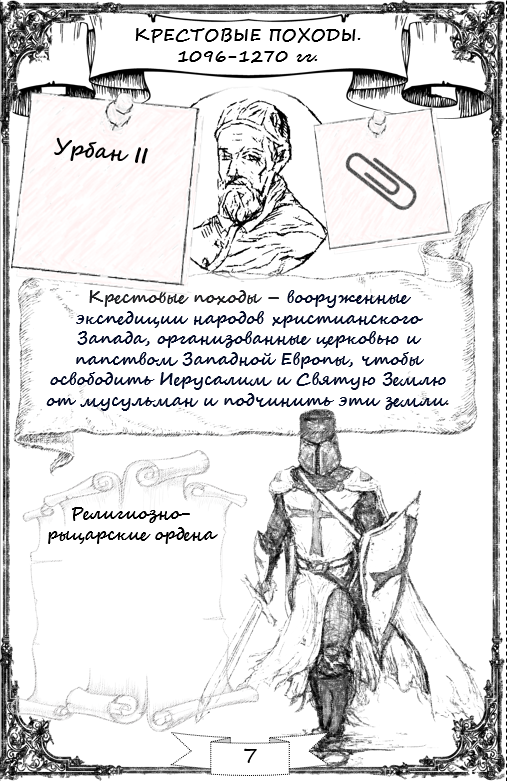 КРЕСТОВЫЕ ПОХОДЫ.
1096-1270 гг.
Урбан II
Крестовые походы – вооруженные
экспедиции народов христианского
Запада, организованные церковью и
папством Западной Европы, чтобы
освободить Иерусалим и Святую Землю
от мусульман и подчинить эти земли.
Религиозно-
рыцарские ордена
7